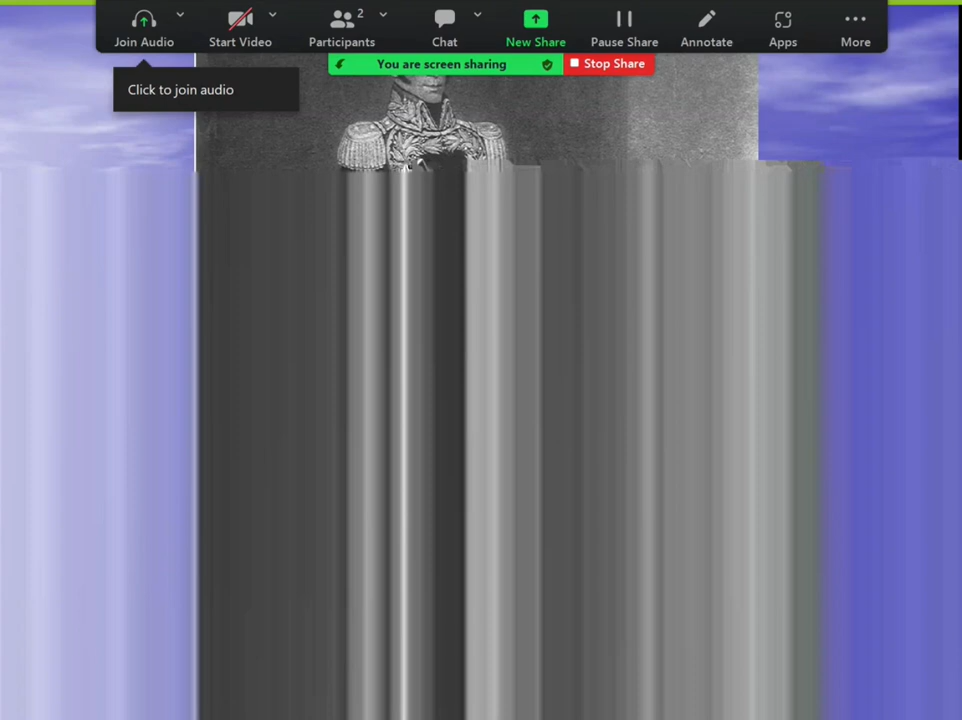 Join Audio
Start Video
Participants 2
Chat
New Share
Pause Share
Annotate
Apps
More
You are screen sharing
Stop Share
Click to join audio